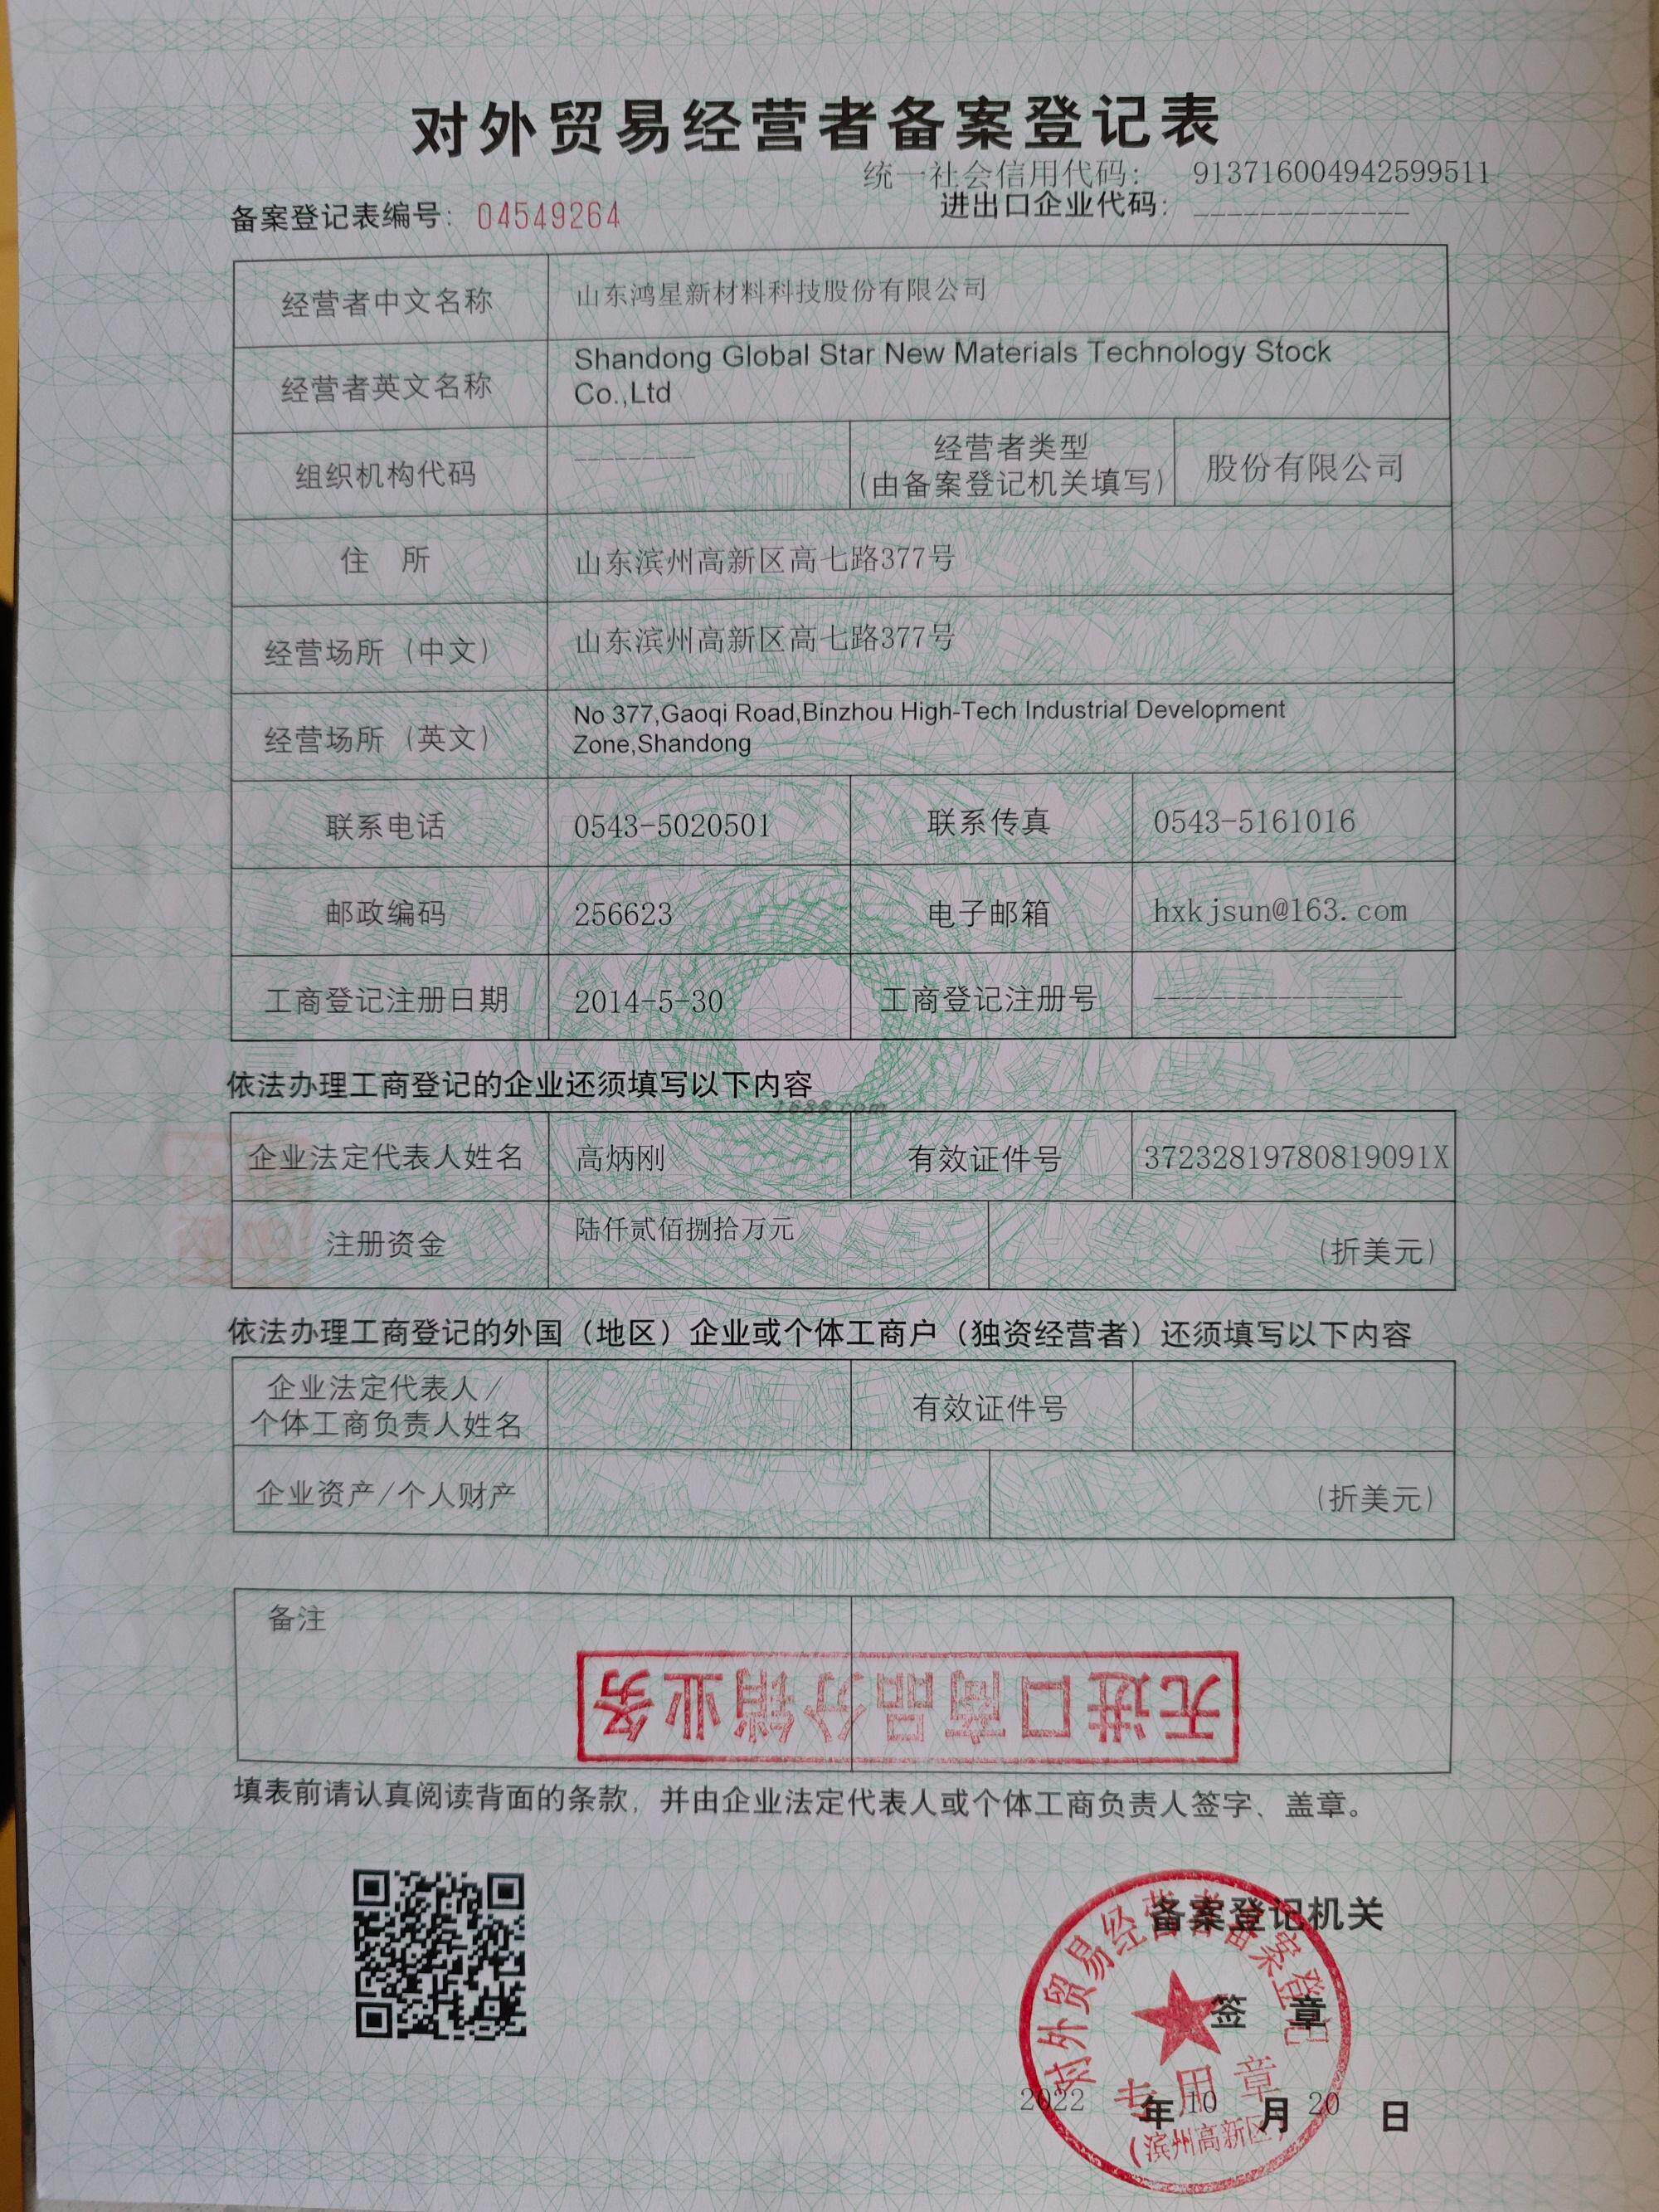 对外贸易经营者备案登记表
统一社会信用代码： 913716004942599511
备案登记表编号： 04549264
进出口企业代码： _____________
经营者中文名称 山东鸿星新材料科技股份有限公司
经营者英文名称 Shandong Global Star New Materials Technology Stock
Co.,Ltd
组织机构代码 _________ 经营者类型
(由备案登记机关填写) 股份有限公司
住 所 山东滨州高新区高七路377号
经营场所（中文） 山东滨州高新区高七路377号
经营场所（英文） No 377,Gaoqi Road,Binzhou High-Tech Industrial Development
Zone,Shandong
联系电话 0543-5020501 联系传真 0543-5161016
邮政编码 256623 电子邮箱 hxkjsun@163.com
工商登记注册日期 2014-5-30 工商登记注册号 ------------------
依法办理工商登记的企业还须填写以下内容
1688.com
企业法定代表人姓名 高炳刚 有效证件号 37232819780819091X
注册资金 陆仟贰佰捌拾万元 (折美元)
依法办理工商登记的外国（地区）企业或个体工商户（独资经营者）还须填写以下内容
企业法定代表人/
个体工商负责人姓名 有效证件号
企业资产/个人财产 (折美元)
备注
无进口商品分销业务
填表前请认真阅读背面的条款，并由企业法定代表人或个体工商负责人签字、盖章。
备案登记机关
签 章
对外贸易经营者备案登记
专用章
(滨州高新区)
2022 年 10 月 20 日